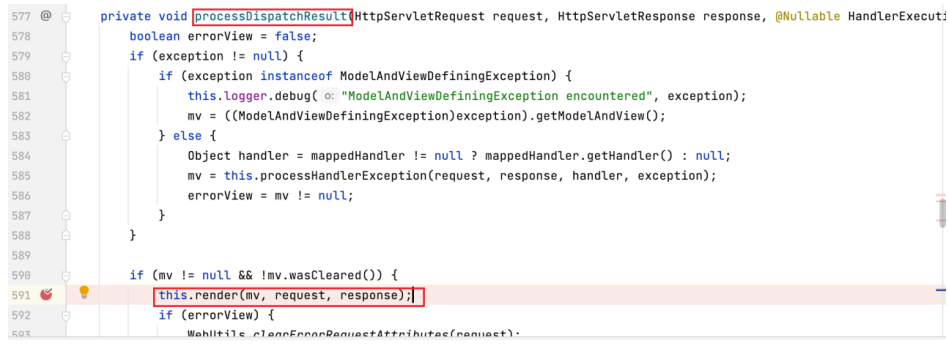 577 @ private void processDispatchResult(HttpServletRequest request, HttpServletResponse response, @Nullable HandlerExecuti
578 boolean errorView = false;
579 if (exception != null) {
580 if (exception instanceof ModelAndViewDefiningException) {
581 this.logger.debug( o: "ModelAndViewDefiningException encountered", exception);
582 mv = ((ModelAndViewDefiningException)exception).getModelAndView();
583 } else {
584 Object handler = mappedHandler != null ? mappedHandler.getHandler() : null;
585 mv = this.processHandlerException(request, response, handler, exception);
586 errorView = mv != null;
587 }
588 }
589
590 if (mv != null && !mv.wasCleared()) {
591 this.render(mv, request, response);
592 if (errorView) {
593 WebUtils.clearErrorRequestAttributes(request);